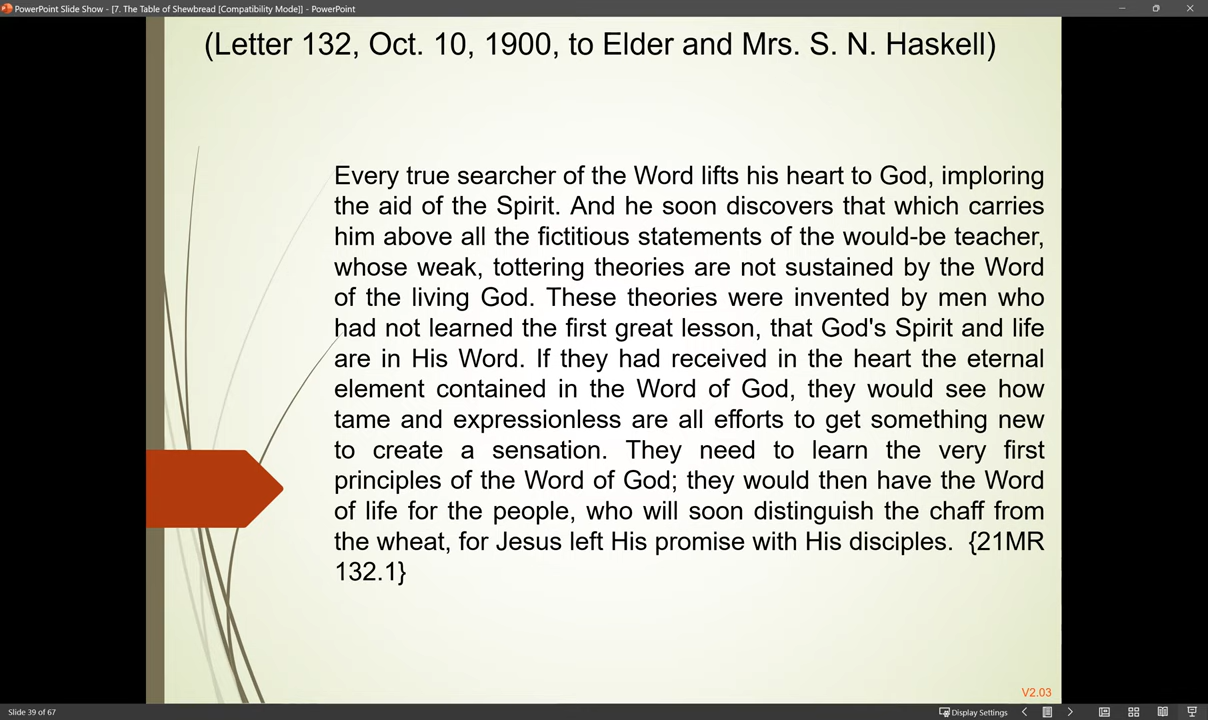 PowerPoint Slide Show - [7. The Table of Shewbread [Compatibility Mode]] - PowerPoint
(Letter 132, Oct. 10, 1900, to Elder and Mrs. S. N. Haskell)
Every true searcher of the Word lifts his heart to God, imploring
the aid of the Spirit. And he soon discovers that which carries
him above all the fictitious statements of the would-be teacher,
whose weak, tottering theories are not sustained by the Word
of the living God. These theories were invented by men who
had not learned the first great lesson, that God's Spirit and life
are in His Word. If they had received in the heart the eternal
element contained in the Word of God, they would see how
tame and expressionless are all efforts to get something new
to create a sensation. They need to learn the very first
principles of the Word of God; they would then have the Word
of life for the people, who will soon distinguish the chaff from
the wheat, for Jesus left His promise with His disciples. {21MR
132.1}
V2.03
Slide 39 of 67
Display Settings